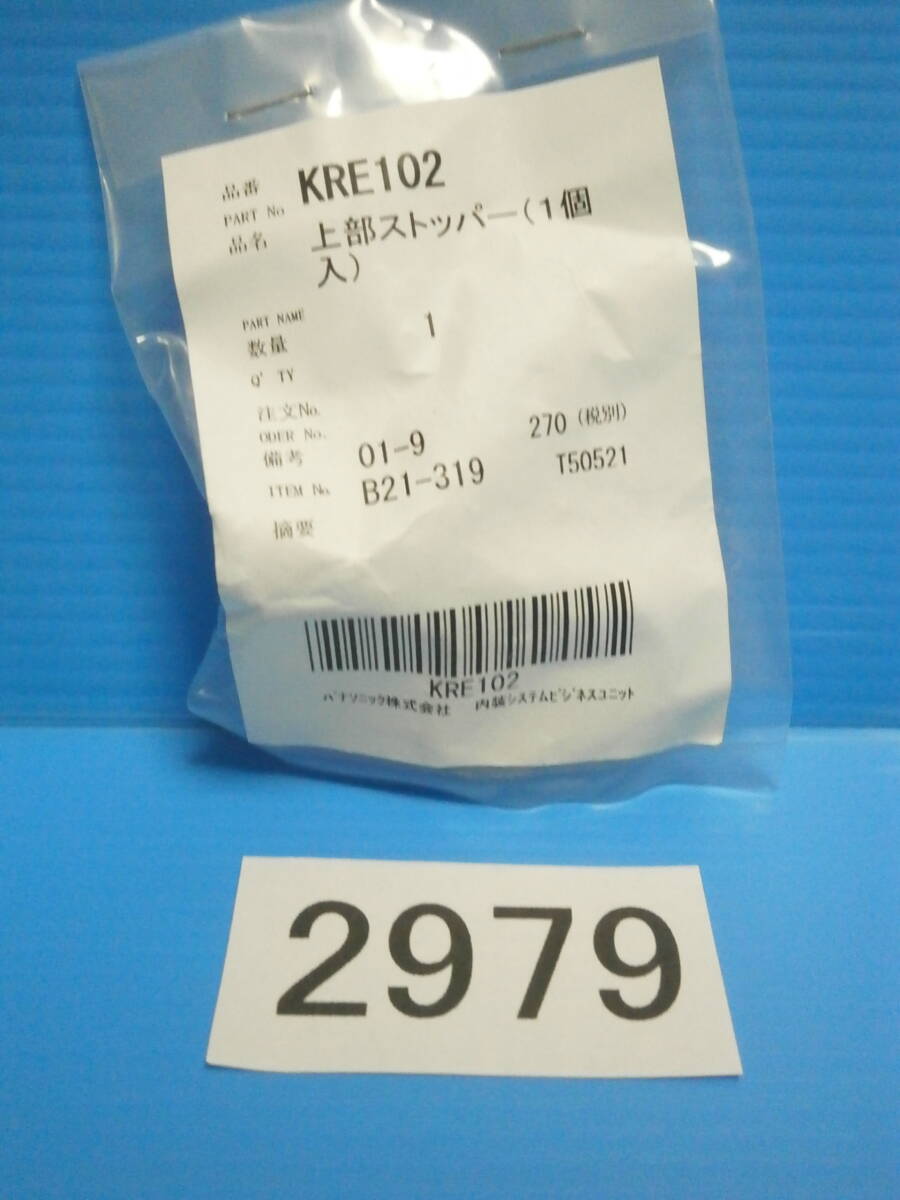 品番 KRE102
PART No
品名 上部ストッパー(1個
入)
PART NAME
数量 1
Q'TY
注文No.
ODER No. 270 (税別)
備考 01-9
ITEM No. B21-319 T50521
摘要
KRE102
パナソニック株式会社 内装システムビジネスユニット
2979